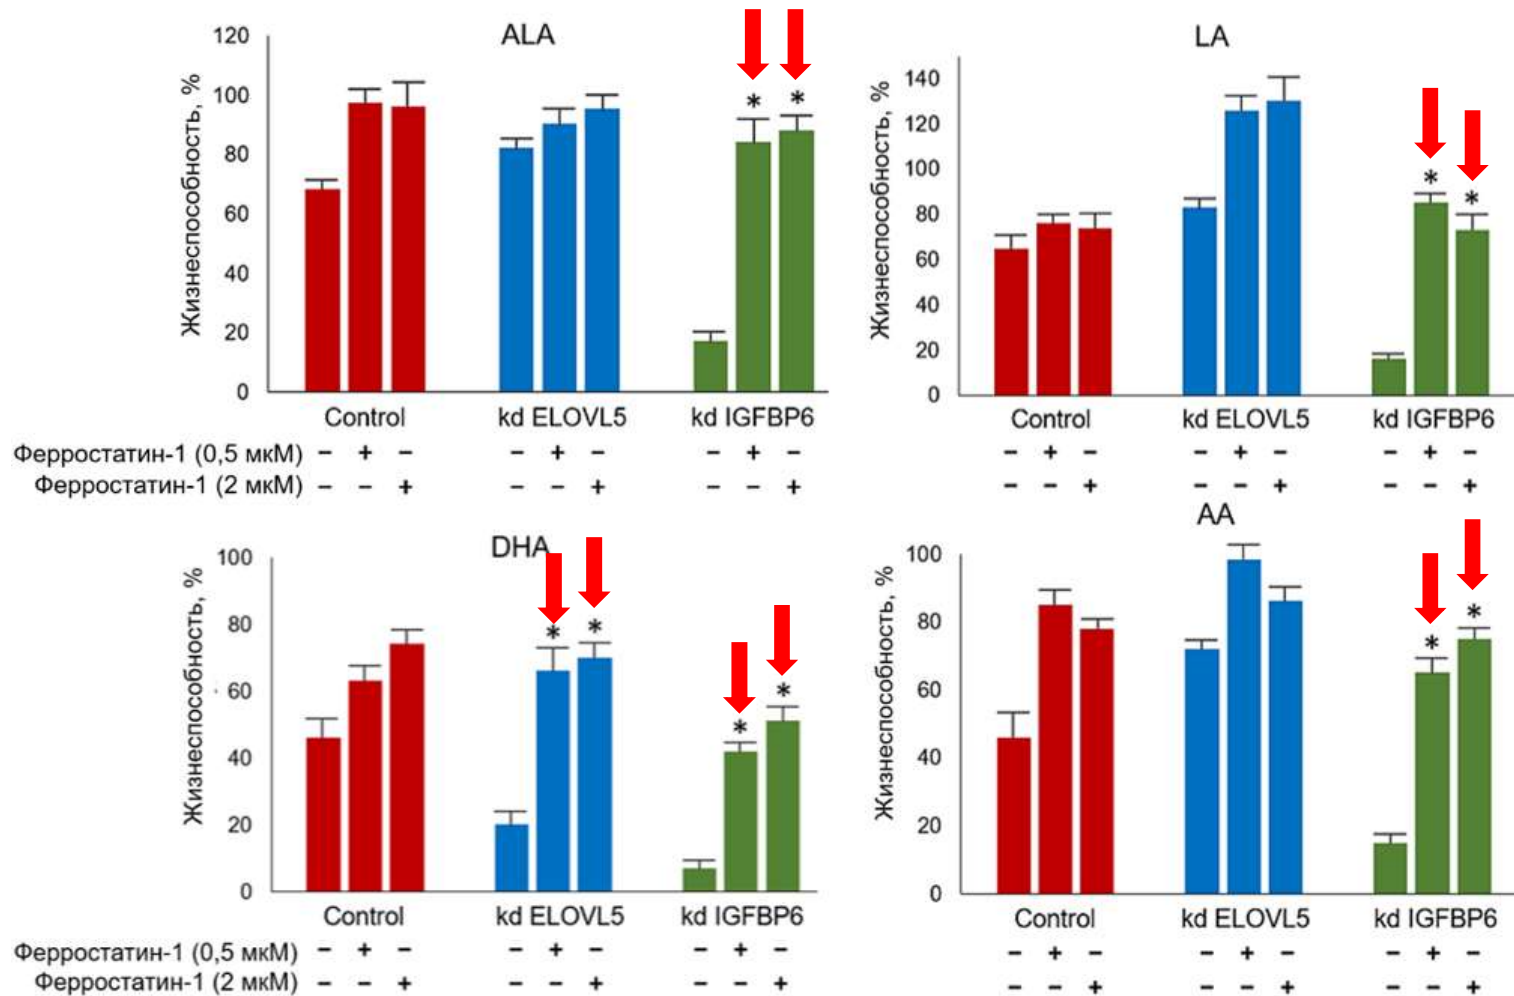 ALA
Жизнеспособность, %
120
100
80
60
40
20
0
* *
Control kd ELOVL5 kd IGFBP6
Ферростатин-1 (0,5 мкМ) – + – – + – – + –
Ферростатин-1 (2 мкМ) – – + – – + – – +
LA
Жизнеспособность, %
140
120
100
80
60
40
20
0
* *
Control kd ELOVL5 kd IGFBP6
– + – – + – – + –
– – + – – + – – +
DHA
Жизнеспособность, %
100
80
60
40
20
0
* * * *
Control kd ELOVL5 kd IGFBP6
Ферростатин-1 (0,5 мкМ) – + – – + – – + –
Ферростатин-1 (2 мкМ) – – + – – + – – +
AA
Жизнеспособность, %
100
80
60
40
20
0
* *
Control kd ELOVL5 kd IGFBP6
– + – – + – – + –
– – + – – + – – +